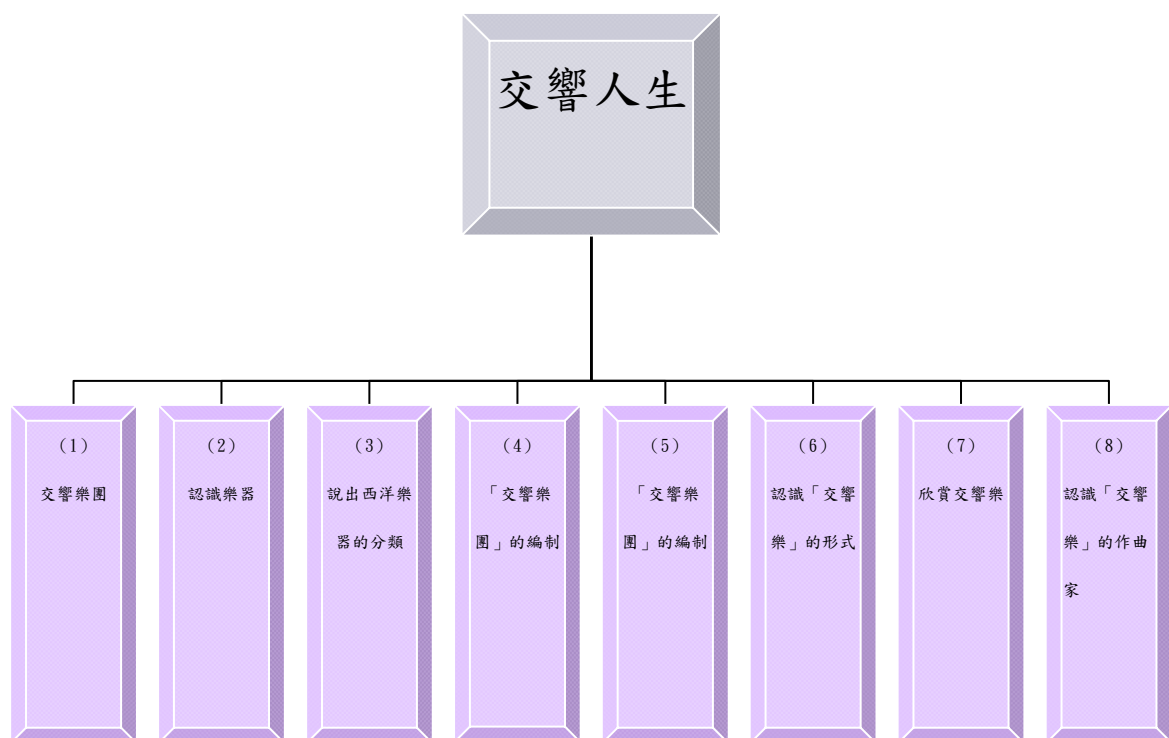 交響人生
（1）
交響樂團
（2）
認識樂器
（3）
說出西洋樂
器的分類
（4）
「交響樂
團」的編制
（5）
「交響樂
團」的編制
（6）
認識「交響
樂」的形式
（7）
欣賞交響樂
（8）
認識「交響
樂」的作曲
家